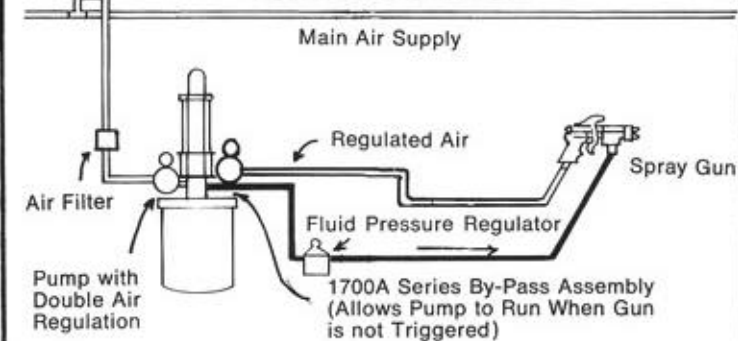 Main Air Supply
Regulated Air
Spray Gun
Air Filter
Fluid Pressure Regulator
Pump with
Double Air
Regulation
1700A Series By-Pass Assembly
(Allows Pump to Run When Gun
is not Triggered)